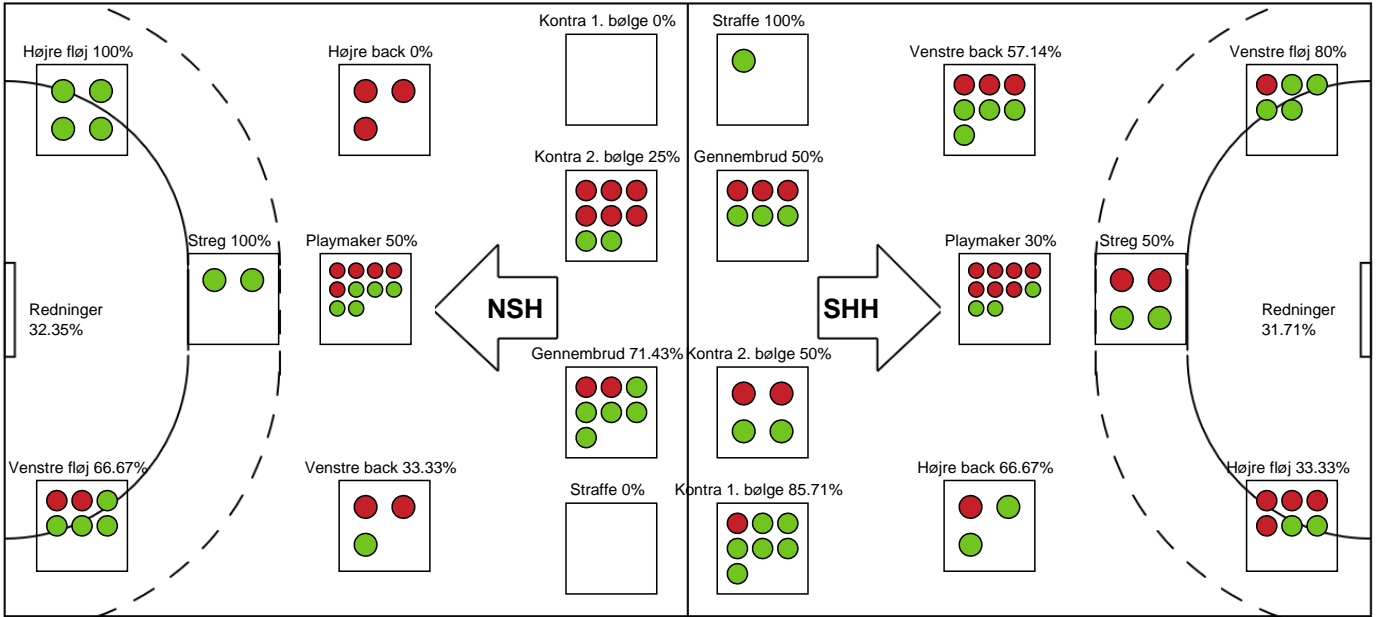 Kontra 1. bølge 0%
Straffe 100%
Højre fløj 100%
Højre back 0%
Venstre back 57.14%
Venstre fløj 80%
Kontra 2. bølge 25%
Gennembrud 50%
Streg 100%
Playmaker 50%
Playmaker 30%
Streg 50%
Redninger
32.35%
NSH
SHH
Redninger
31.71%
Gennembrud 71.43%
Kontra 2. bølge 50%
Venstre fløj 66.67%
Venstre back 33.33%
Højre back 66.67%
Højre fløj 33.33%
Straffe 0%
Kontra 1. bølge 85.71%